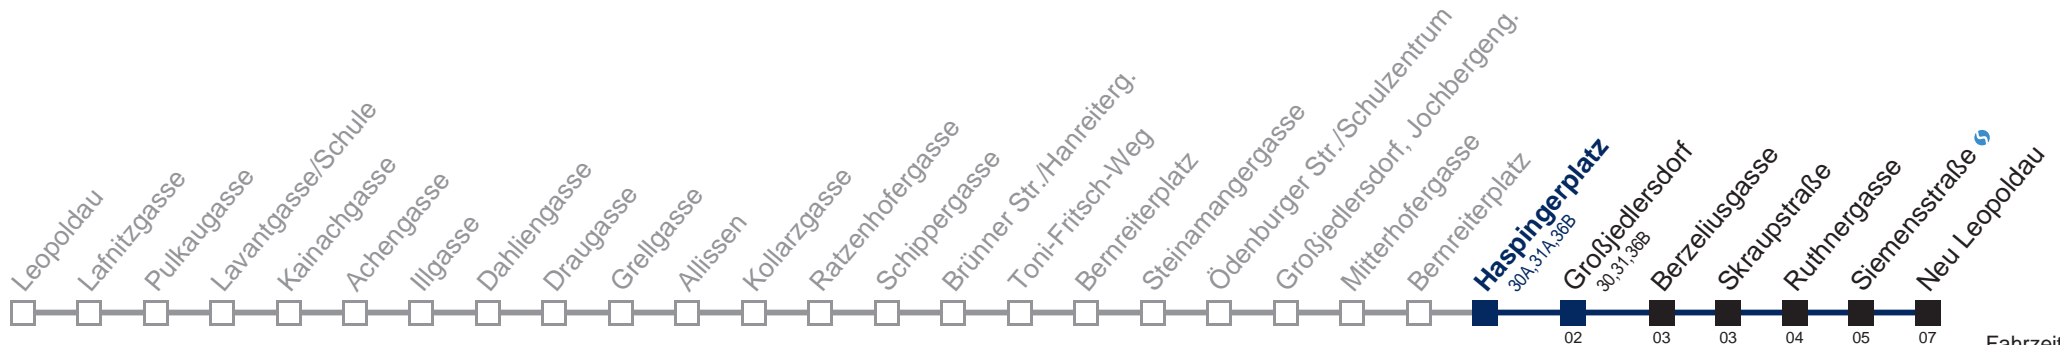 Leopoldau
Lafnitzgasse
Pulkaugasse
Lavantgasse/Schule
Kainachgasse
Achengasse
Illgasse
Dahliengasse
Draugasse
Grellgasse
Allissen
Kollarzgasse
Ratzenhofergasse
Schippergasse
Brünner Str./Hanreiterg.
Toni-Fritsch-Weg
Bernreiterplatz
Steinamangergasse
Ödenburger Str./Schulzentrum
Großjedlersdorf, Jochbergeng.
Mitterhofergasse
Bernreiterplatz
Haspingerplatz
30A,31A,36B
Großjedlersdorf
30,31,36B
Berzeliusgasse
Skraupstraße
Ruthnergasse
Siemensstraße
Neu Leopoldau
02 03 03 04 05 07
Fahrzeit